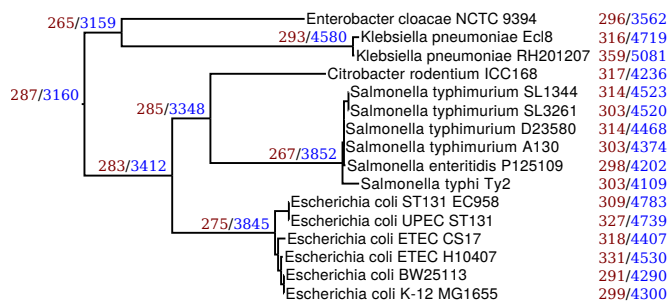 Enterobacter cloacae NCTC 9394 296/3562
265/3159
293/4580 Klebsiella pneumoniae Ecl8 316/4719
Klebsiella pneumoniae RH201207 359/5081
Citrobacter rodentium ICC168 317/4236
287/3160
Salmonella typhimurium SL1344 314/4523
285/3348
Salmonella typhimurium SL3261 303/4520
Salmonella typhimurium D23580 314/4468
Salmonella typhimurium A130 303/4374
267/3852
283/3412
Salmonella enteritidis P125109 298/4202
Salmonella typhi Ty2 303/4109
Escherichia coli ST131 EC958 309/4783
275/3845
Escherichia coli UPEC ST131 327/4739
Escherichia coli ETEC CS17 318/4407
Escherichia coli ETEC H10407 331/4530
Escherichia coli BW25113 291/4290
Escherichia coli K-12 MG1655 299/4300